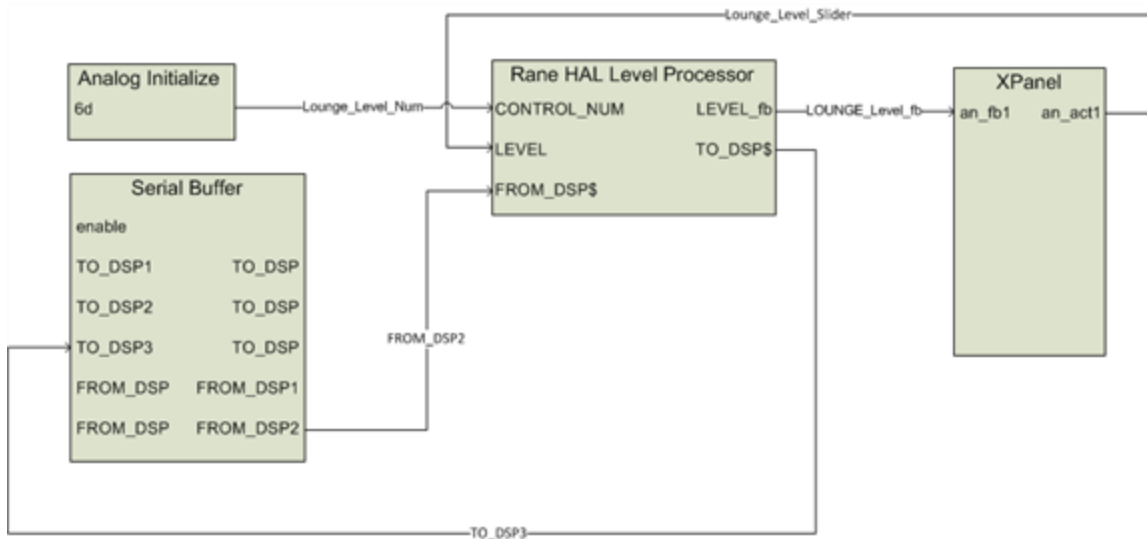 Lounge_Level_Slider
Analog Initialize
6d
Lounge_Level_Num
Rane HAL Level Processor
CONTROL_NUM LEVEL_fb
LEVEL TO_DSP$
FROM_DSP$
LOUNGE_Level_fb
XPanel
an_fb1 an_act1
Serial Buffer
enable
TO_DSP1 TO_DSP
TO_DSP2 TO_DSP
TO_DSP3 TO_DSP
FROM_DSP FROM_DSP1
FROM_DSP FROM_DSP2
FROM_DSP2
TO_DSP3